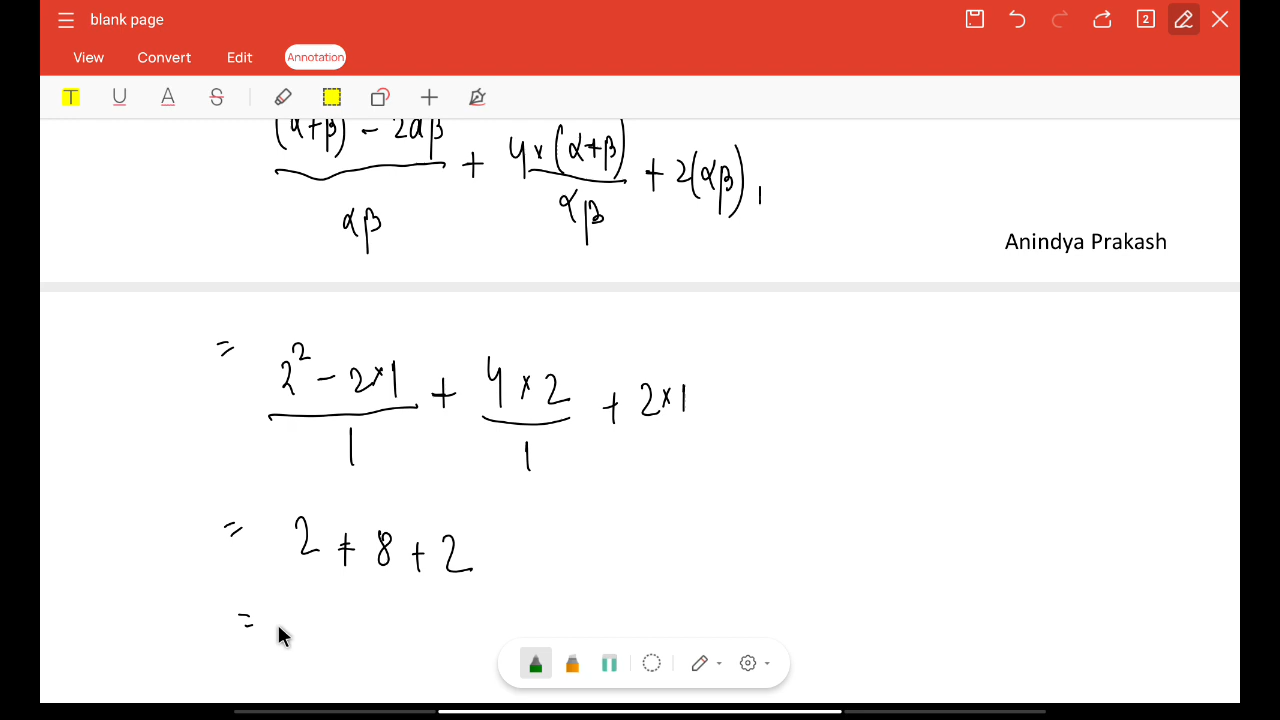 blank page
2
View Convert Edit Annotation
T U A S
(α+β) - 2αβ / αβ + 4×(α+β) / αβ + 2(αβ)
Anindya Prakash
= 2² - 2×1 / 1 + 4×2 / 1 + 2×1
= 2 + 8 + 2
=